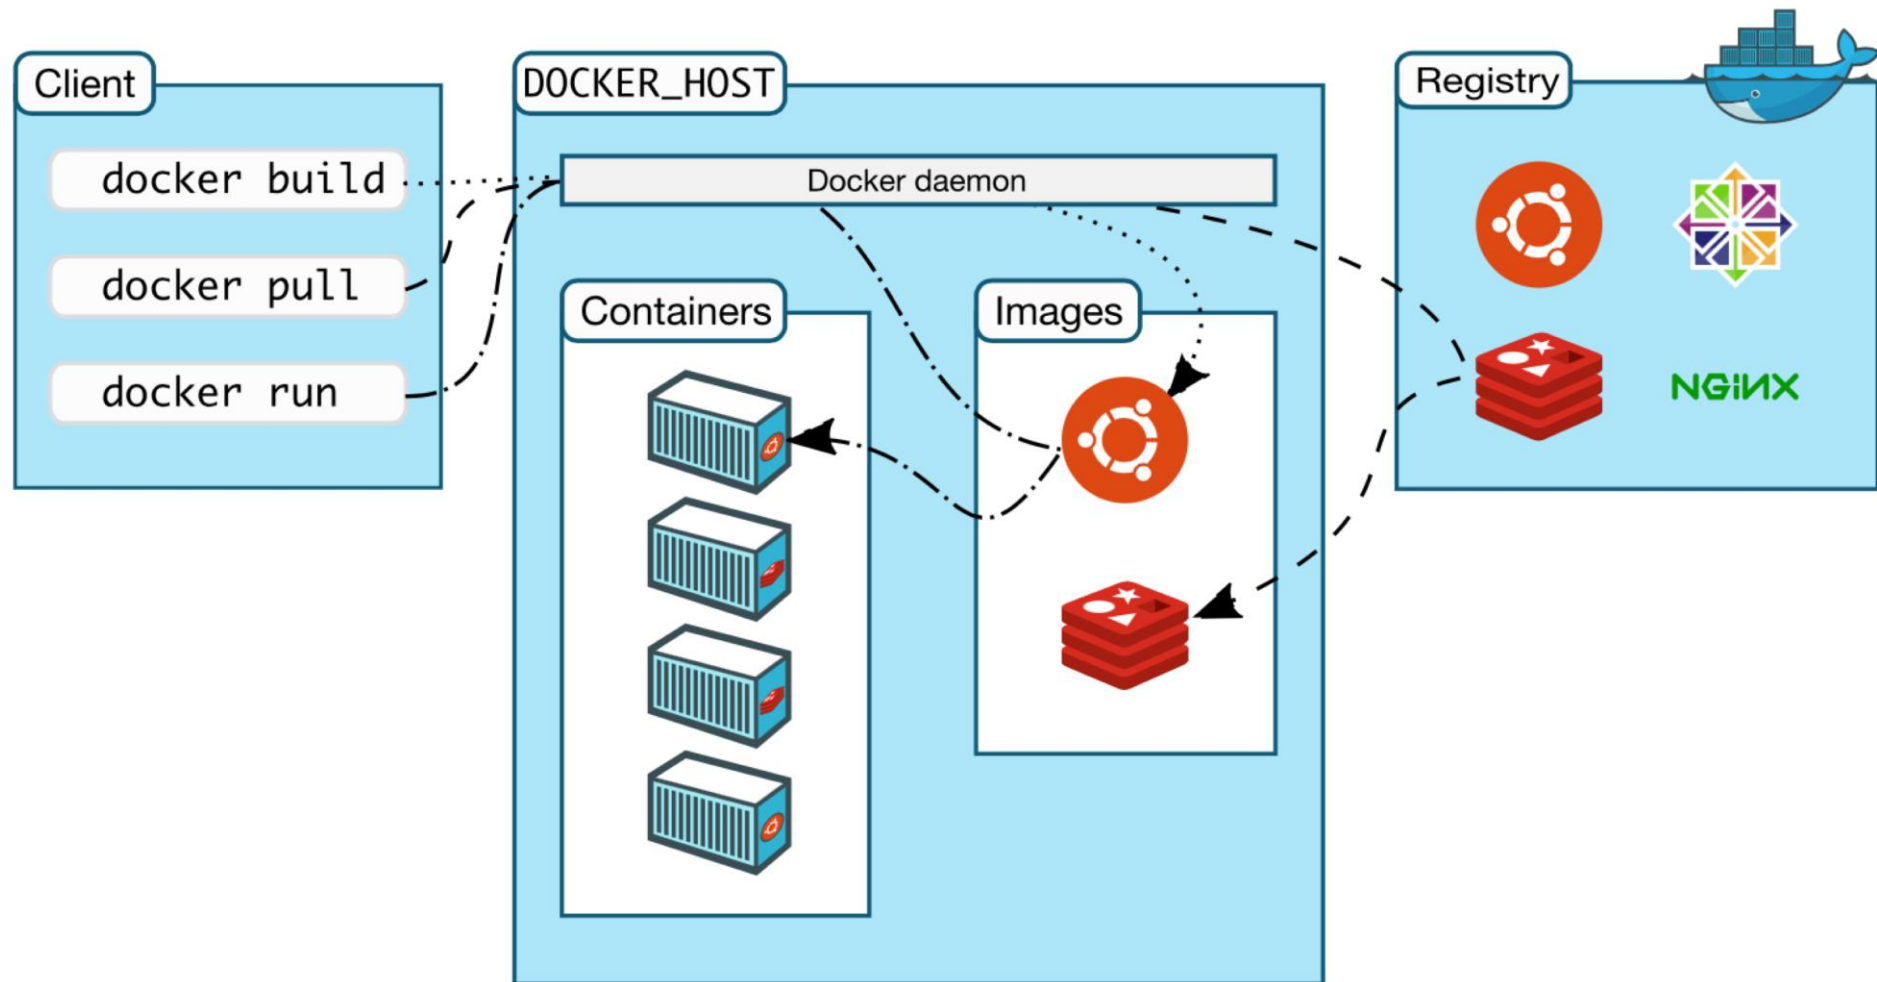 Client
docker build
docker pull
docker run
DOCKER_HOST
Docker daemon
Containers
Images
Registry
NGiNX